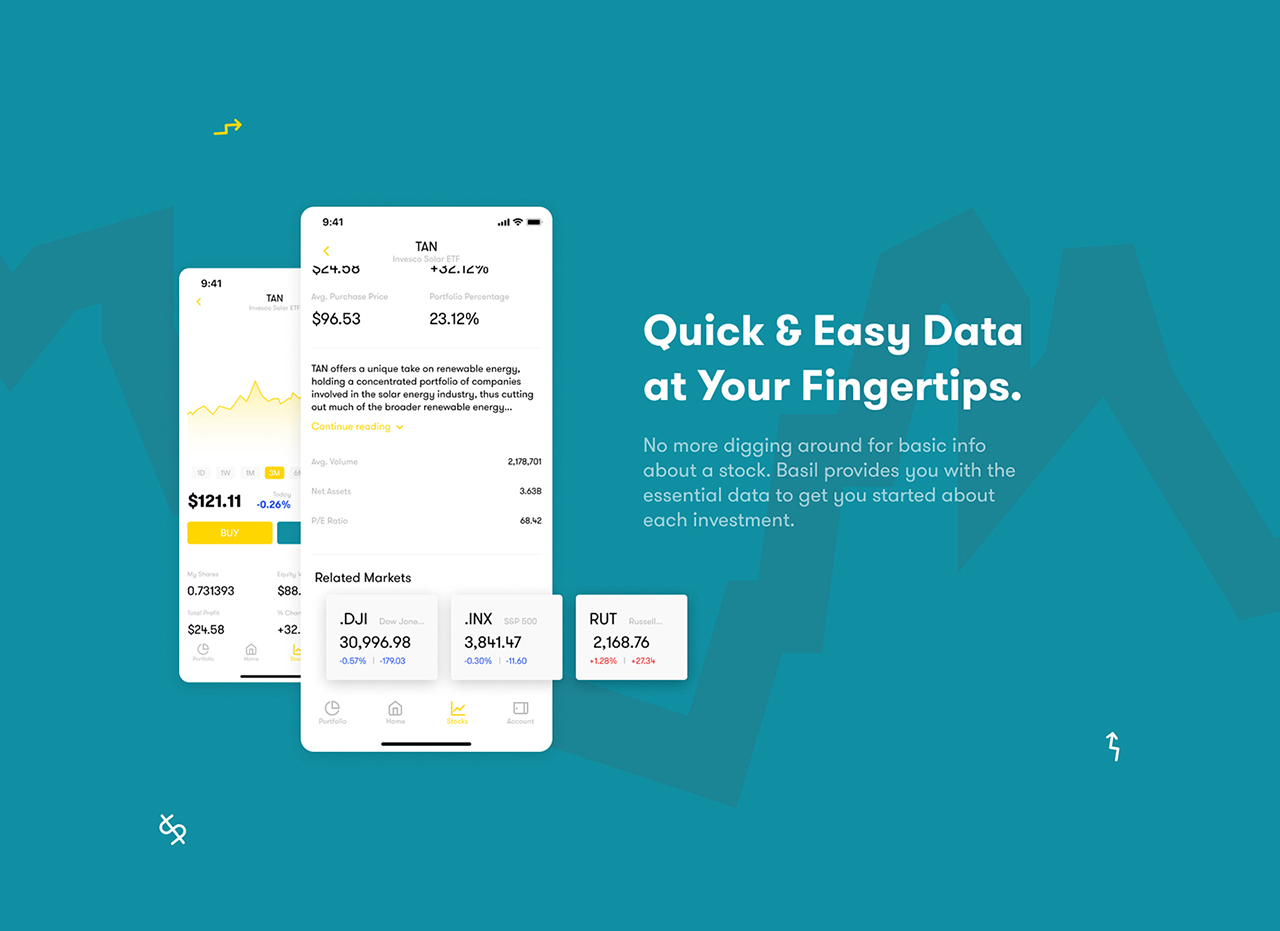 9:41
TAN
Invesco Solar ETF
1D 1W 1M 3M
$121.11
Today
-0.26%
BUY
My Shares
0.731393
Equity
$88.
Total Profit
$24.58
% Chan
+32.
Portfolio Home
9:41
TAN
Invesco Solar ETF
$24.58 +32.12%
Avg. Purchase Price Portfolio Percentage
$96.53 23.12%
TAN offers a unique take on renewable energy,
holding a concentrated portfolio of companies
involved in the solar energy industry, thus cutting
out much of the broader renewable energy...
Continue reading
Avg. Volume 2,178,701
Net Assets 3.63B
P/E Ratio 68.42
Related Markets
.DJI Dow Jone...
30,996.98
-0.57% | -179.03
.INX S&P 500
3,841.47
-0.30% | -11.60
RUT Russell...
2,168.76
+1.28% | +27.34
Portfolio Home Stocks Account
Quick & Easy Data
at Your Fingertips.
No more digging around for basic info
about a stock. Basil provides you with the
essential data to get you started about
each investment.